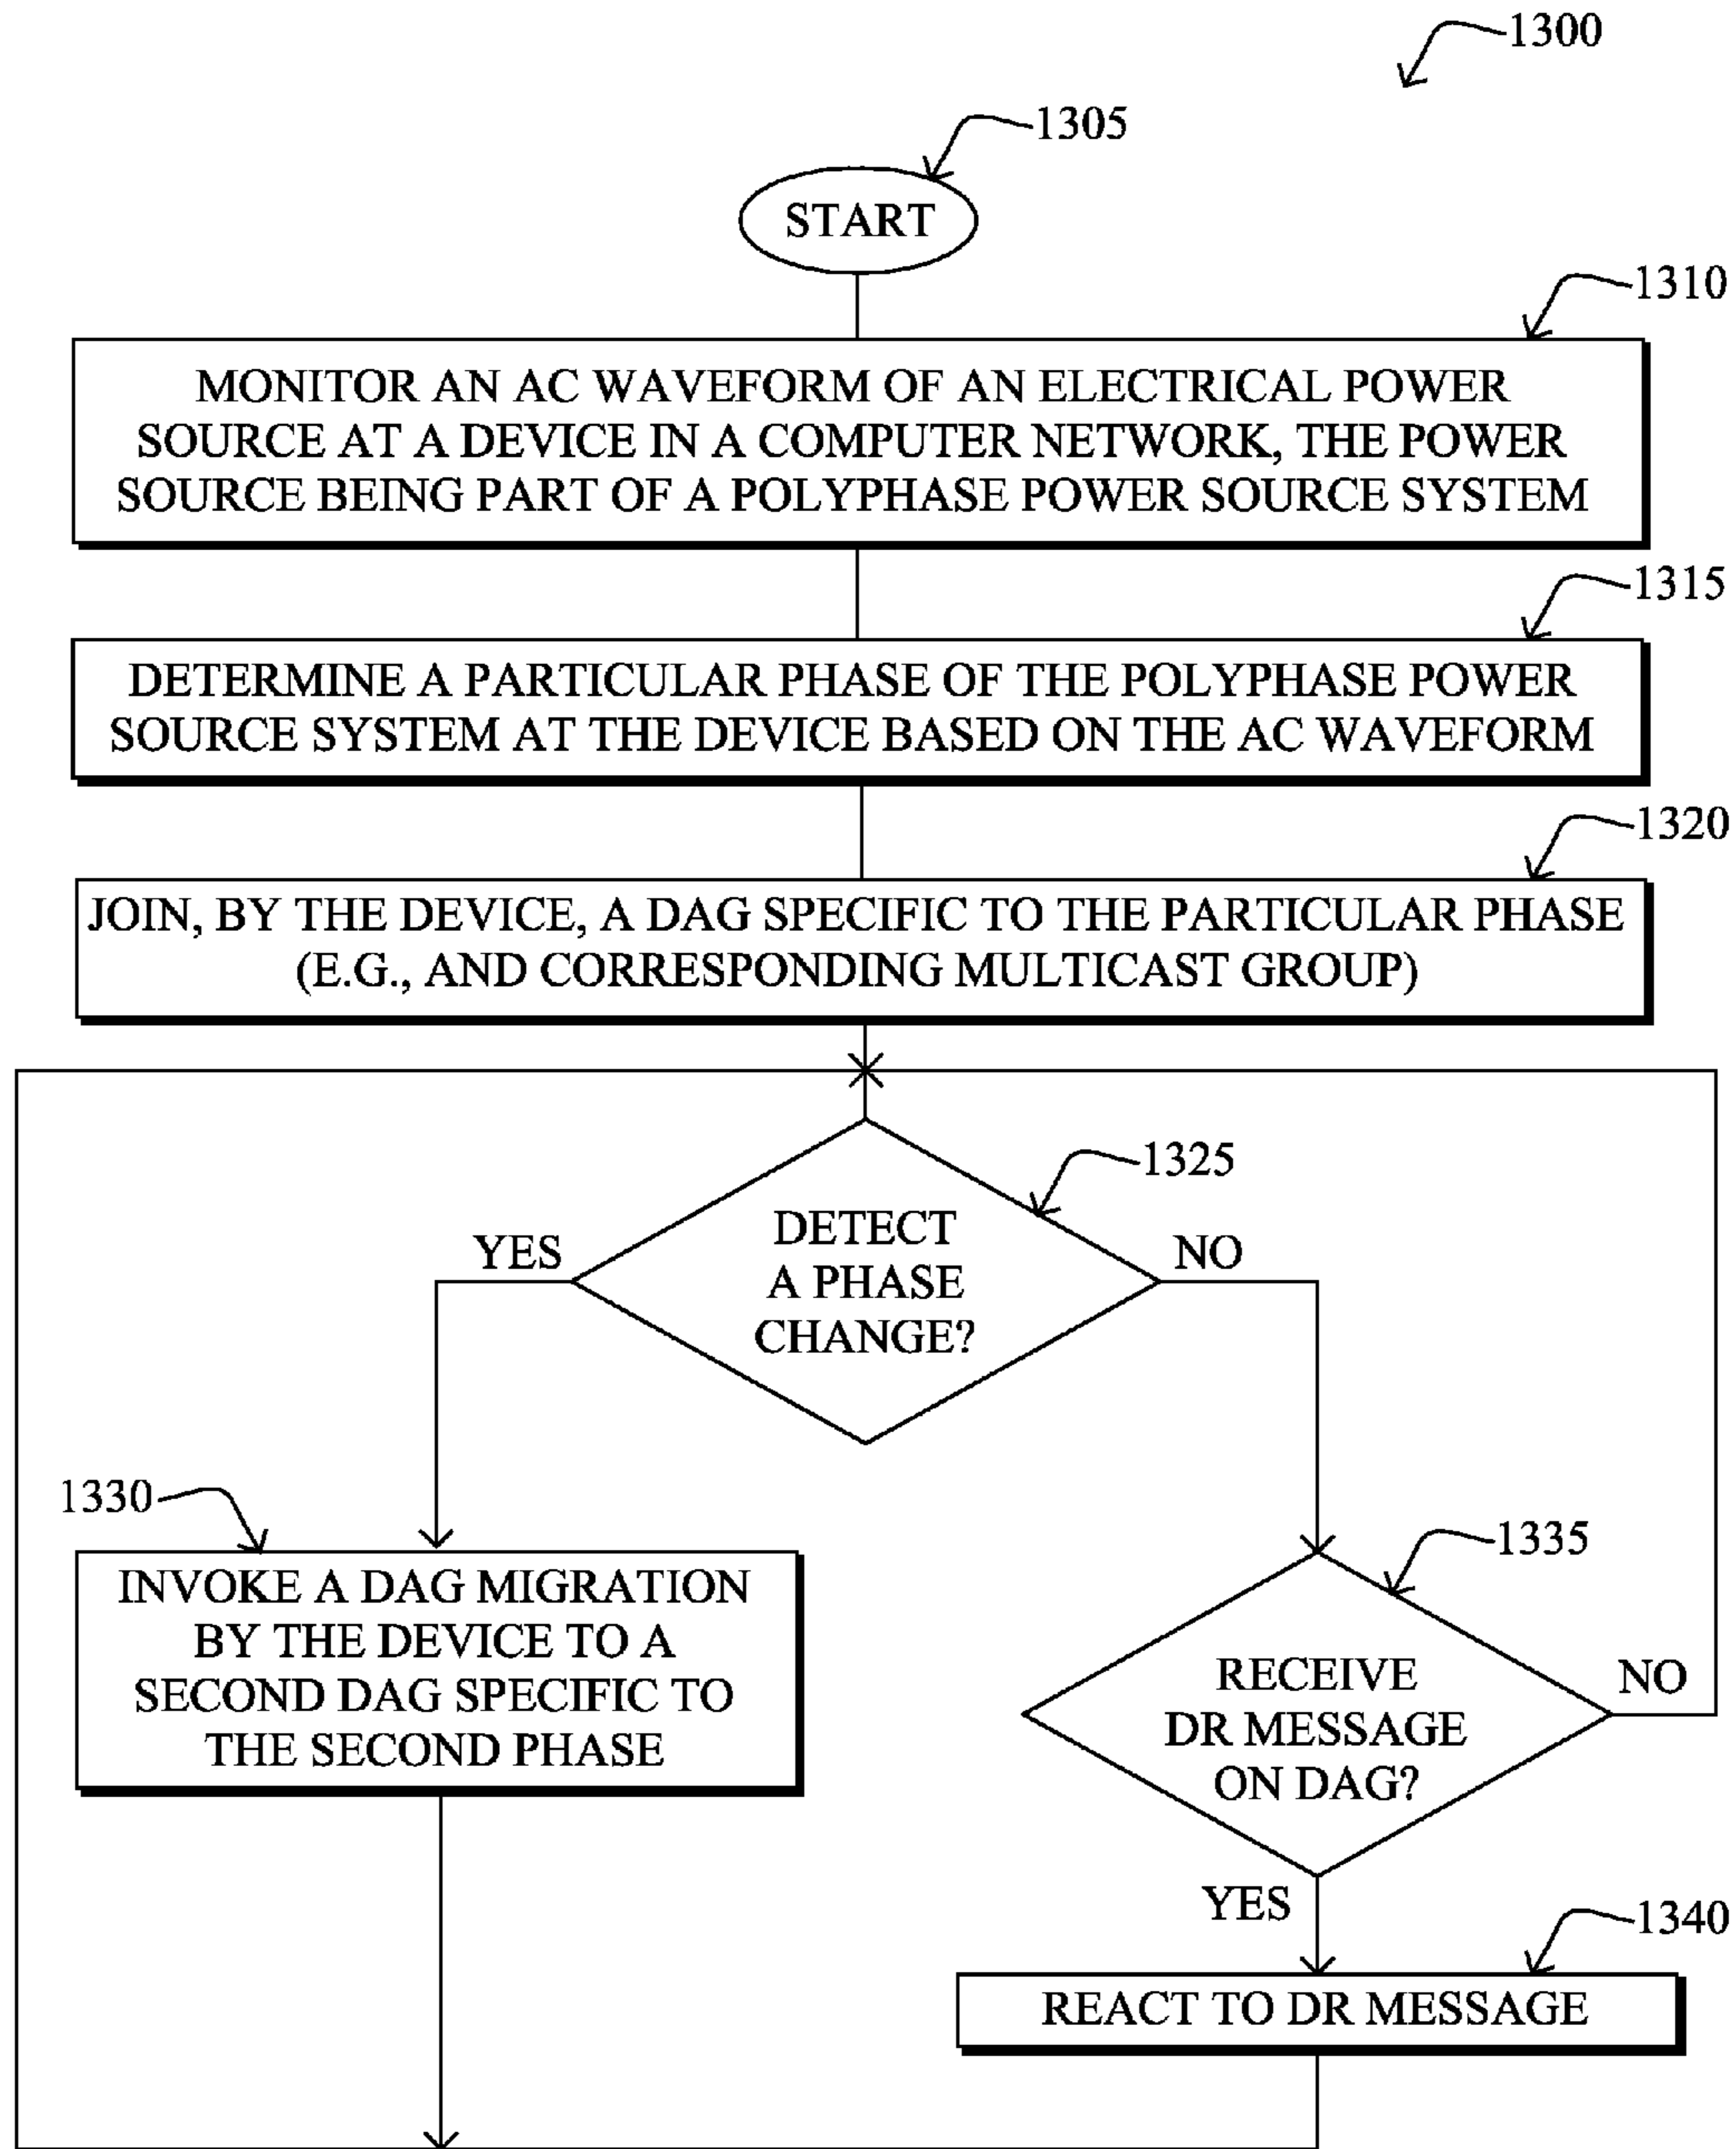 1300
1305
START
1310
MONITOR AN AC WAVEFORM OF AN ELECTRICAL POWER
SOURCE AT A DEVICE IN A COMPUTER NETWORK, THE POWER
SOURCE BEING PART OF A POLYPHASE POWER SOURCE SYSTEM
1315
DETERMINE A PARTICULAR PHASE OF THE POLYPHASE POWER
SOURCE SYSTEM AT THE DEVICE BASED ON THE AC WAVEFORM
1320
JOIN, BY THE DEVICE, A DAG SPECIFIC TO THE PARTICULAR PHASE
(E.G., AND CORRESPONDING MULTICAST GROUP)
1325
DETECT
A PHASE
CHANGE?
YES
NO
1330
INVOKE A DAG MIGRATION
BY THE DEVICE TO A
SECOND DAG SPECIFIC TO
THE SECOND PHASE
1335
RECEIVE
DR MESSAGE
ON DAG?
NO
YES
1340
REACT TO DR MESSAGE